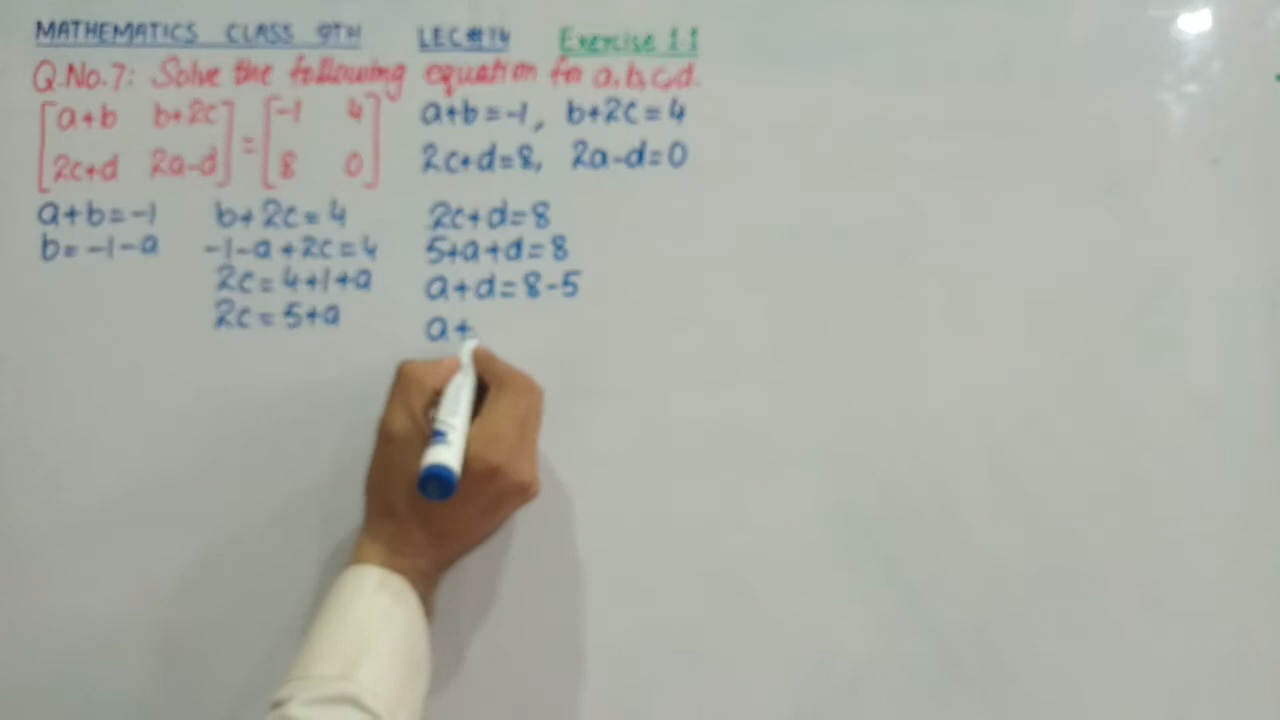 MATHEMATICS CLASS 9TH LEC#14 Exercise 1.1
Q.No.7: Solve the following equation for a,b,c,d.
[a+b b+2c] = [-1 4]
[2c+d 2a-d] [8 0]
a+b=-1, b+2c=4
2c+d=8, 2a-d=0
a+b=-1
b=-1-a
b+2c=4
-1-a+2c=4
2c=4+1+a
2c=5+a
2c+d=8
5+a+d=8
a+d=8-5
a+